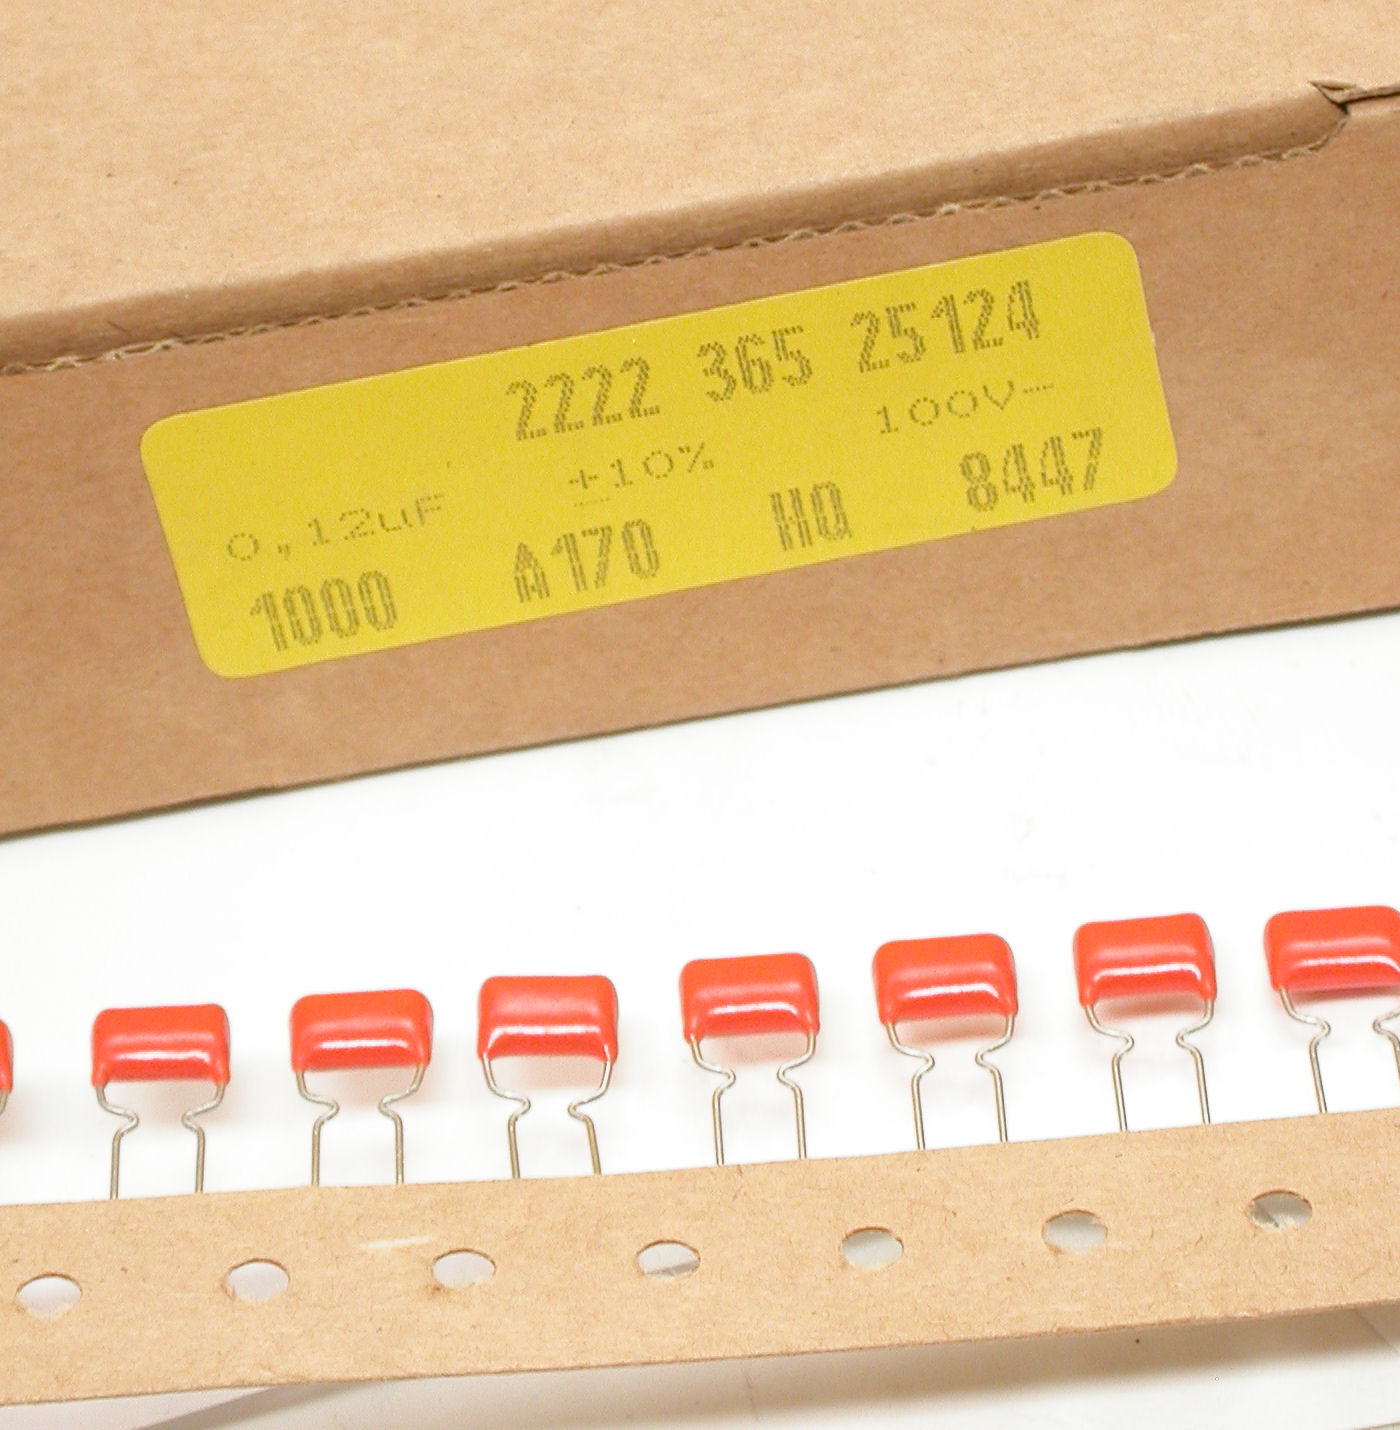 2222 365 25124
0,12uF ±10% 100V-
1000 A170 HQ 8447